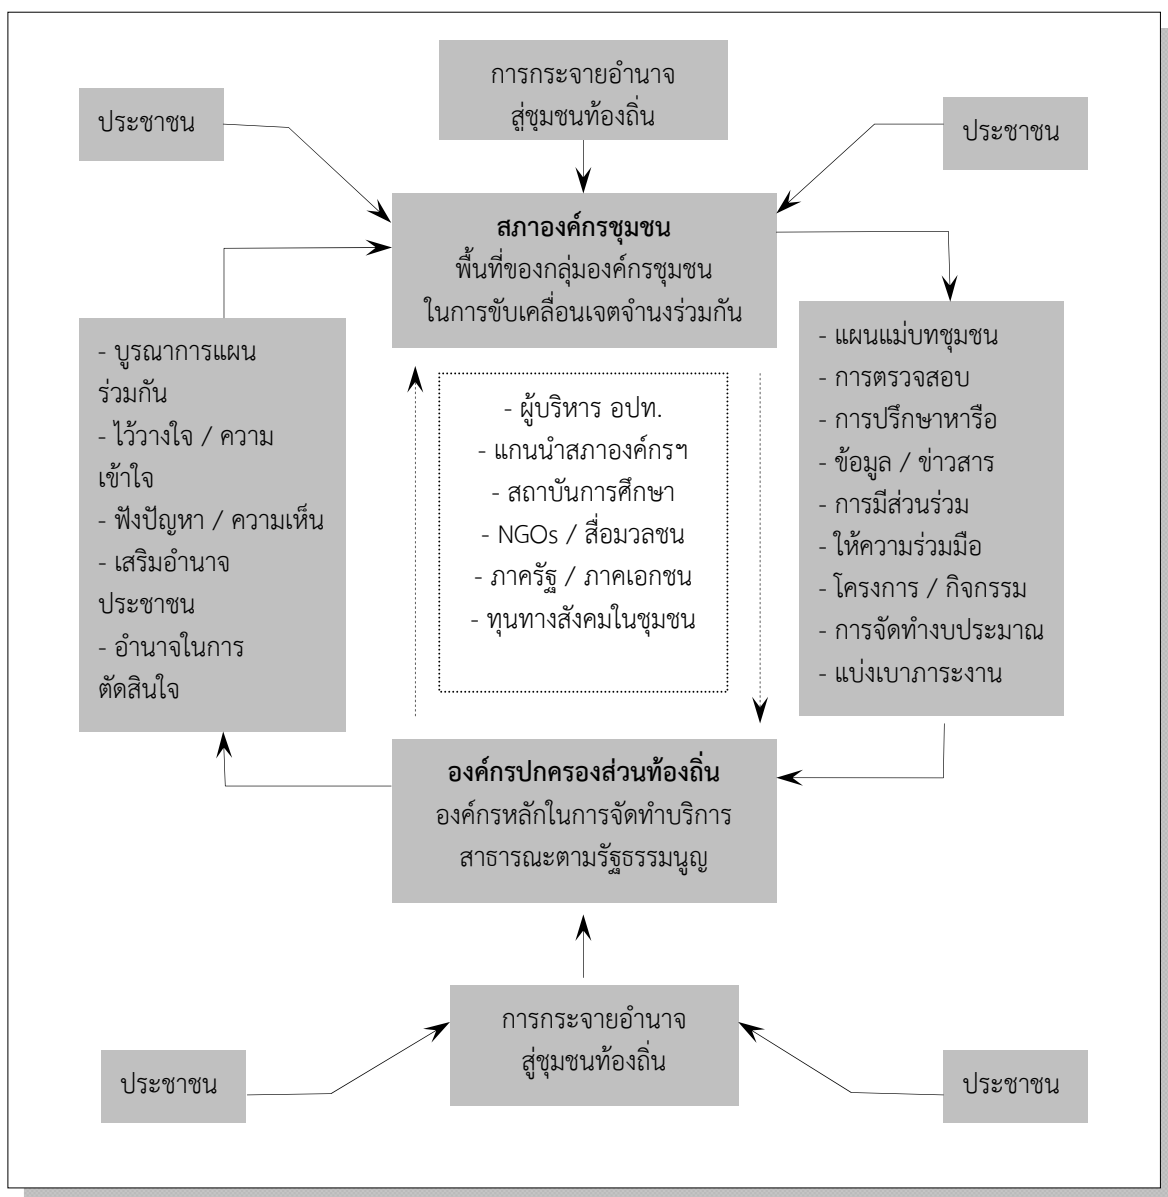 การกระจายอำนาจ
สู่ชุมชนท้องถิ่น
ประชาชน
ประชาชน
สภาองค์กรชุมชน
พื้นที่ของกลุ่มองค์กรชุมชน
ในการขับเคลื่อนเจตจำนงร่วมกัน
- บูรณาการแผน
ร่วมกัน
- ไว้วางใจ / ความ
เข้าใจ
- ฟังปัญหา / ความเห็น
- เสริมอำนาจ
ประชาชน
- อำนาจในการ
ตัดสินใจ
- ผู้บริหาร อปท.
- แกนนำสภาองค์กรฯ
- สถาบันการศึกษา
- NGOs / สื่อมวลชน
- ภาครัฐ / ภาคเอกชน
- ทุนทางสังคมในชุมชน
- แผนแม่บทชุมชน
- การตรวจสอบ
- การปรึกษาหารือ
- ข้อมูล / ข่าวสาร
- การมีส่วนร่วม
- ให้ความร่วมมือ
- โครงการ / กิจกรรม
- การจัดทำงบประมาณ
- แบ่งเบาภาระงาน
องค์กรปกครองส่วนท้องถิ่น
องค์กรหลักในการจัดทำบริการ
สาธารณะตามรัฐธรรมนูญ
การกระจายอำนาจ
สู่ชุมชนท้องถิ่น
ประชาชน
ประชาชน